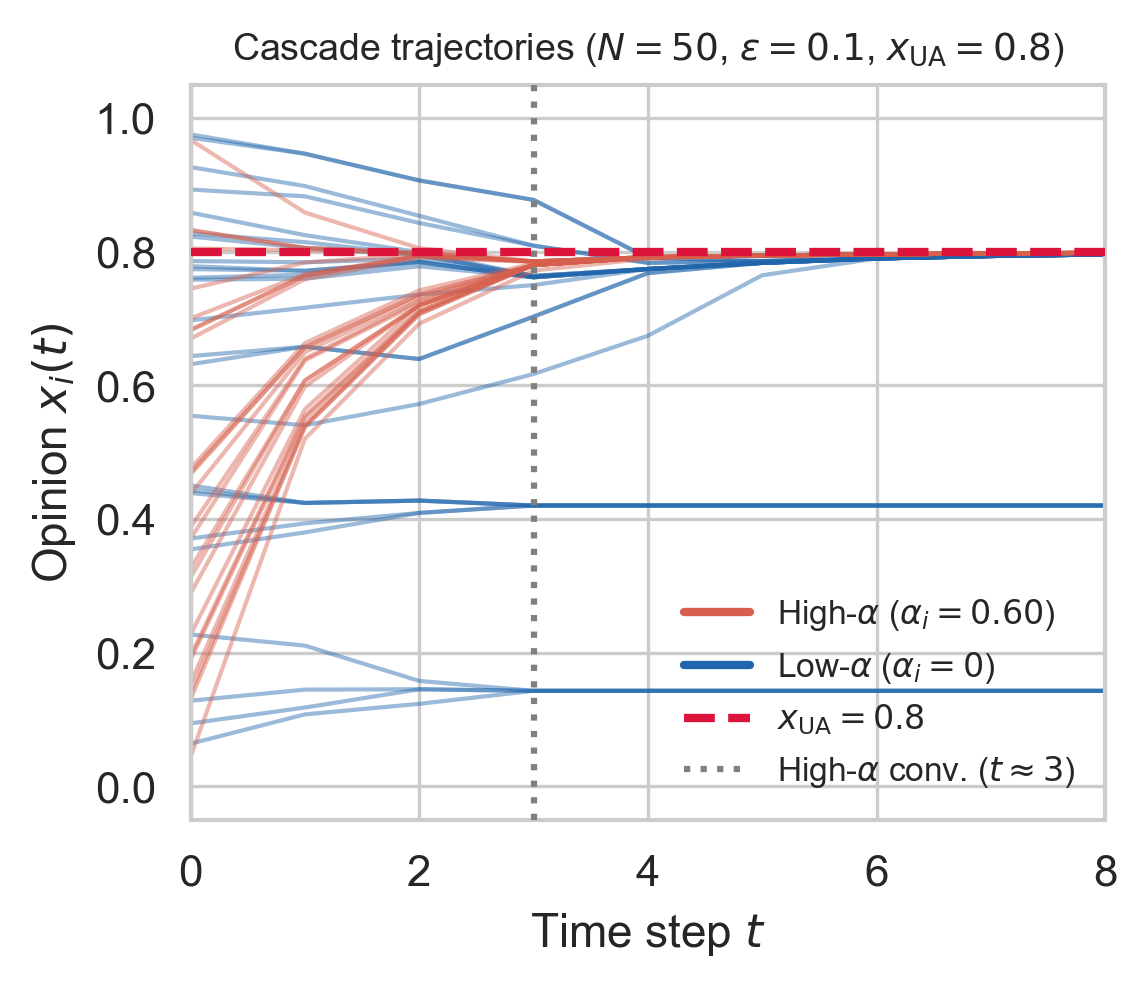 Cascade trajectories (N = 50, ε = 0.1, x_UA = 0.8)
Opinion x_i(t)
1.0
0.8
0.6
0.4
0.2
0.0
High-α (α_i = 0.60)
Low-α (α_i = 0)
x_UA = 0.8
High-α conv. (t ≈ 3)
0 2 4 6 8
Time step t